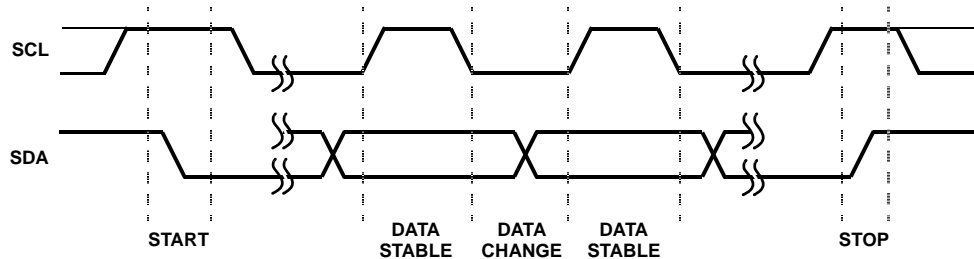 SCL
SDA
START
DATA
STABLE
DATA
CHANGE
DATA
STABLE
STOP